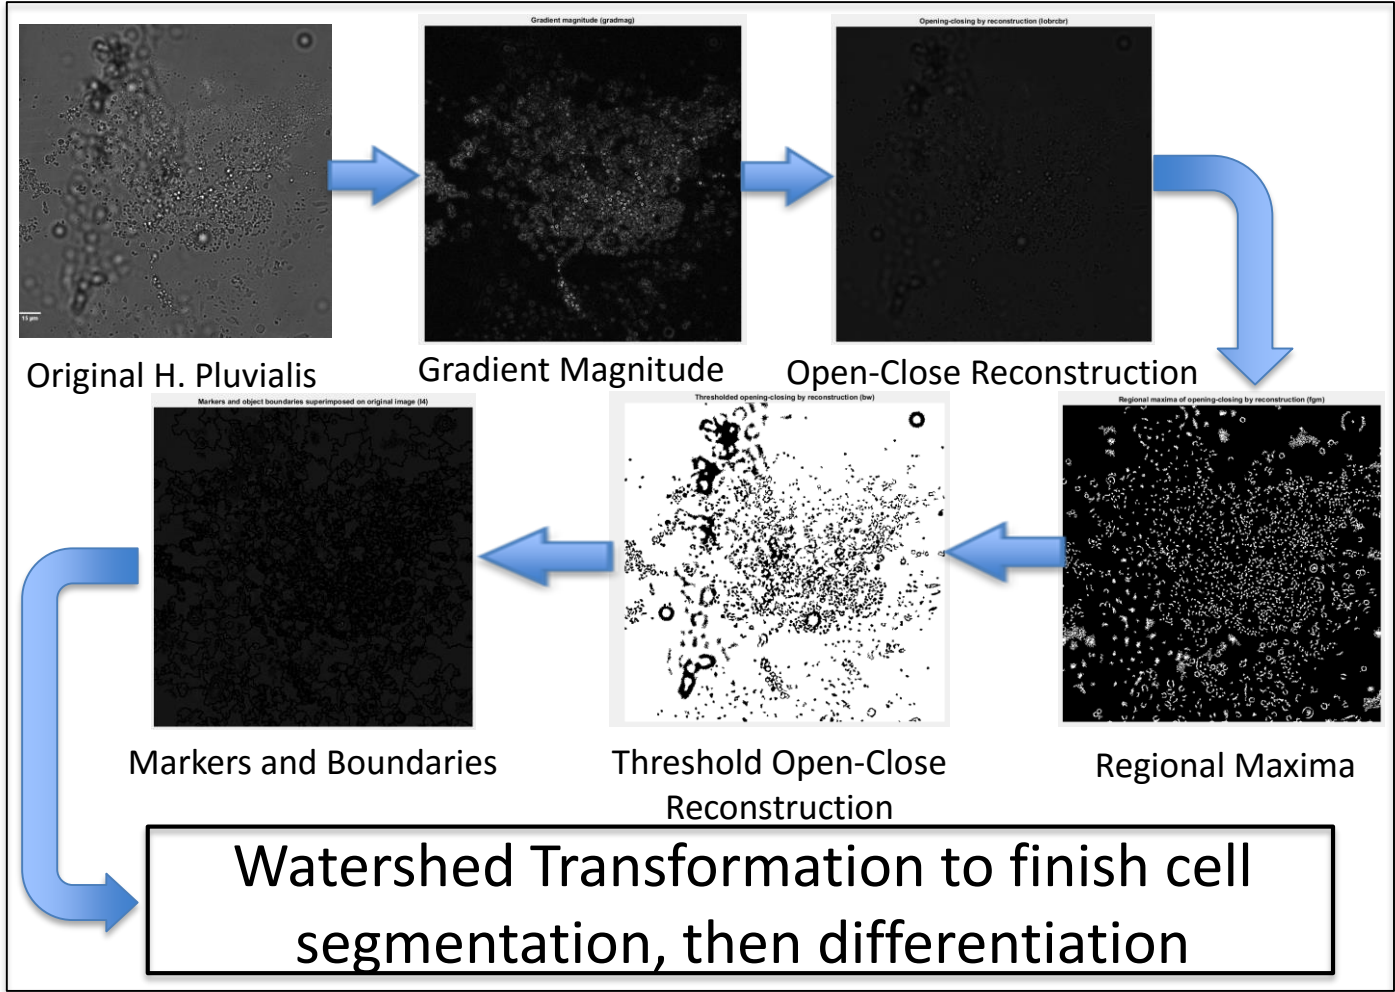 Gradient magnitude (gradmag)
Opening-closing by reconstruction (Iobrcbr)
15 µm
Original H. Pluvialis
Gradient Magnitude
Open-Close Reconstruction
Markers and object boundaries superimposed on original image (I4)
Thresholded opening-closing by reconstruction (bw)
Regional maxima of opening-closing by reconstruction (fgm)
Markers and Boundaries
Threshold Open-Close
Reconstruction
Regional Maxima
Watershed Transformation to finish cell
segmentation, then differentiation